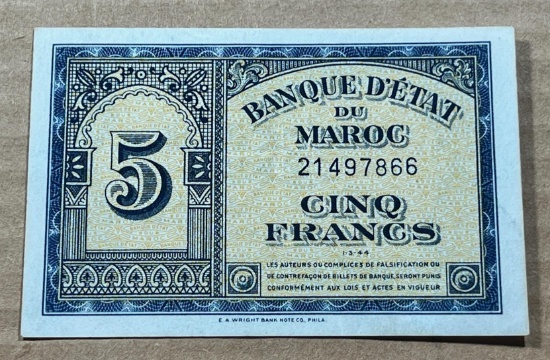 BANQUE D'ÉTAT
DU
MAROC
21497866
5
CINQ
FRANCS
1-3-44
LES AUTEURS OU COMPLICES DE FALSIFICATION OU
DE CONTREFAÇON DE BILLETS DE BANQUE, SERONT PUNIS
CONFORMÉMENT AUX LOIS ET ACTES EN VIGUEUR
E. A. WRIGHT BANK NOTE CO., PHILA.